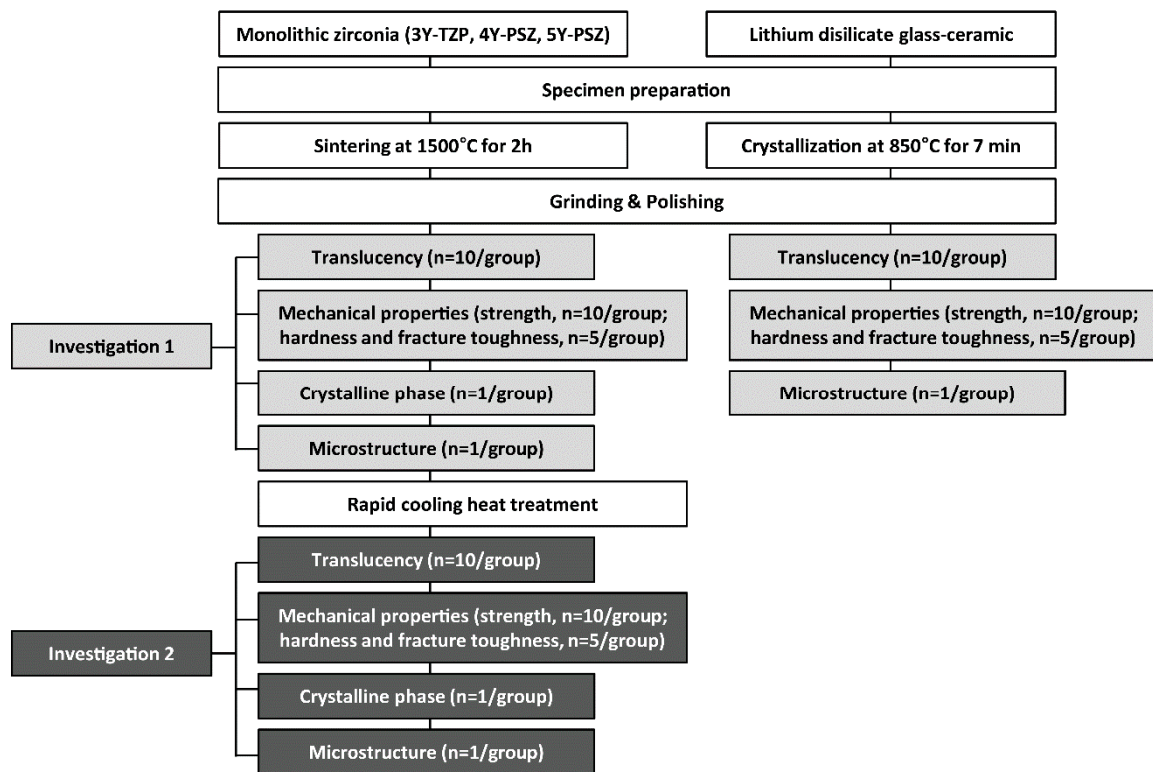 Monolithic zirconia (3Y-TZP, 4Y-PSZ, 5Y-PSZ)
Lithium disilicate glass-ceramic
Specimen preparation
Sintering at 1500°C for 2h
Crystallization at 850°C for 7 min
Grinding & Polishing
Investigation 1
Translucency (n=10/group)
Mechanical properties (strength, n=10/group;
hardness and fracture toughness, n=5/group)
Crystalline phase (n=1/group)
Microstructure (n=1/group)
Translucency (n=10/group)
Mechanical properties (strength, n=10/group;
hardness and fracture toughness, n=5/group)
Microstructure (n=1/group)
Rapid cooling heat treatment
Investigation 2
Translucency (n=10/group)
Mechanical properties (strength, n=10/group;
hardness and fracture toughness, n=5/group)
Crystalline phase (n=1/group)
Microstructure (n=1/group)